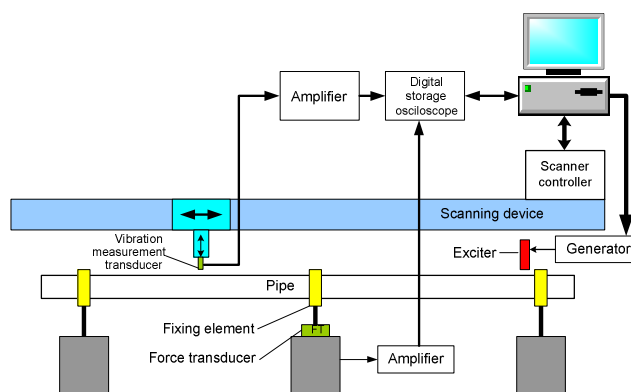 Amplifier
Digital
storage
osciloscope
Scanner
controller
Scanning device
Vibration
measurement
transducer
Exciter
Generator
Pipe
Fixing element
Force transducer
FT
Amplifier